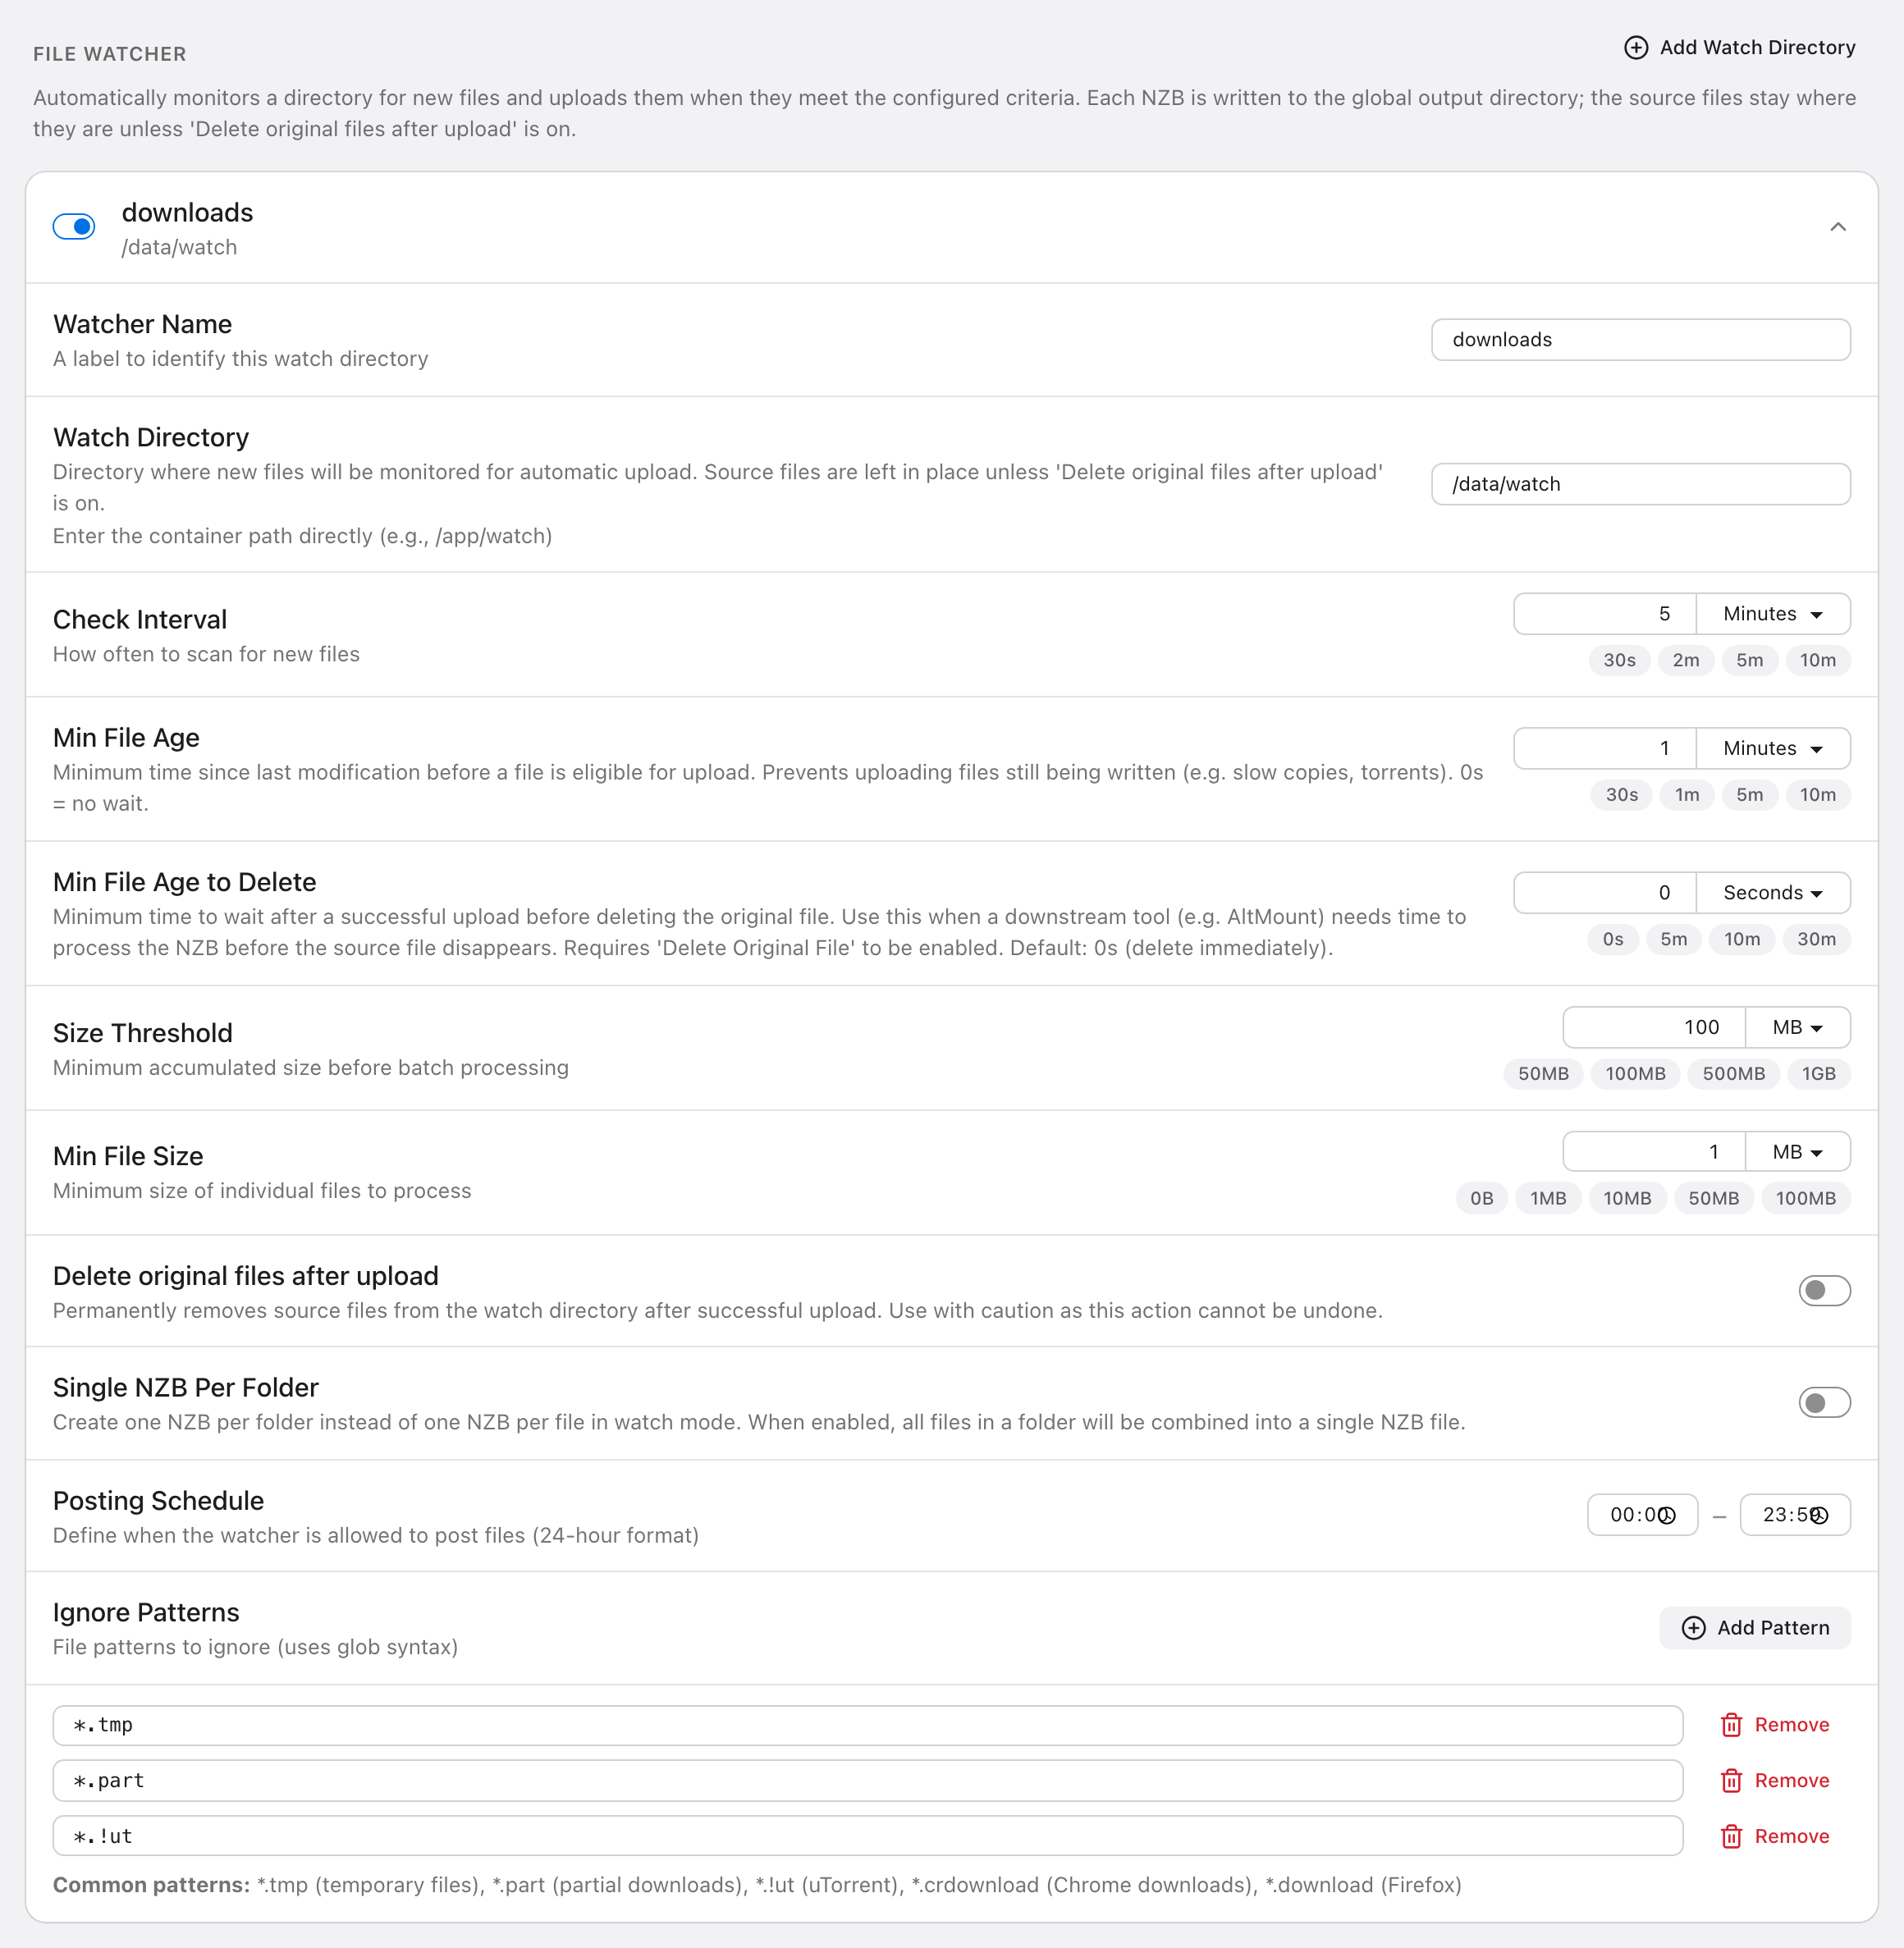 FILE WATCHER
Add Watch Directory
Automatically monitors a directory for new files and uploads them when they meet the configured criteria. Each NZB is written to the global output directory; the source files stay where
they are unless 'Delete original files after upload' is on.
downloads
/data/watch
Watcher Name
A label to identify this watch directory
downloads
Watch Directory
Directory where new files will be monitored for automatic upload. Source files are left in place unless 'Delete original files after upload'
is on.
Enter the container path directly (e.g., /app/watch)
/data/watch
Check Interval
How often to scan for new files
5 Minutes
30s 2m 5m 10m
Min File Age
Minimum time since last modification before a file is eligible for upload. Prevents uploading files still being written (e.g. slow copies, torrents). 0s
= no wait.
1 Minutes
30s 1m 5m 10m
Min File Age to Delete
Minimum time to wait after a successful upload before deleting the original file. Use this when a downstream tool (e.g. AltMount) needs time to
process the NZB before the source file disappears. Requires 'Delete Original File' to be enabled. Default: 0s (delete immediately).
0 Seconds
0s 5m 10m 30m
Size Threshold
Minimum accumulated size before batch processing
100 MB
50MB 100MB 500MB 1GB
Min File Size
Minimum size of individual files to process
1 MB
0B 1MB 10MB 50MB 100MB
Delete original files after upload
Permanently removes source files from the watch directory after successful upload. Use with caution as this action cannot be undone.
Single NZB Per Folder
Create one NZB per folder instead of one NZB per file in watch mode. When enabled, all files in a folder will be combined into a single NZB file.
Posting Schedule
Define when the watcher is allowed to post files (24-hour format)
00:00 – 23:59
Ignore Patterns
File patterns to ignore (uses glob syntax)
Add Pattern
*.tmp Remove
*.part Remove
*.!ut Remove
Common patterns: *.tmp (temporary files), *.part (partial downloads), *.!ut (uTorrent), *.crdownload (Chrome downloads), *.download (Firefox)